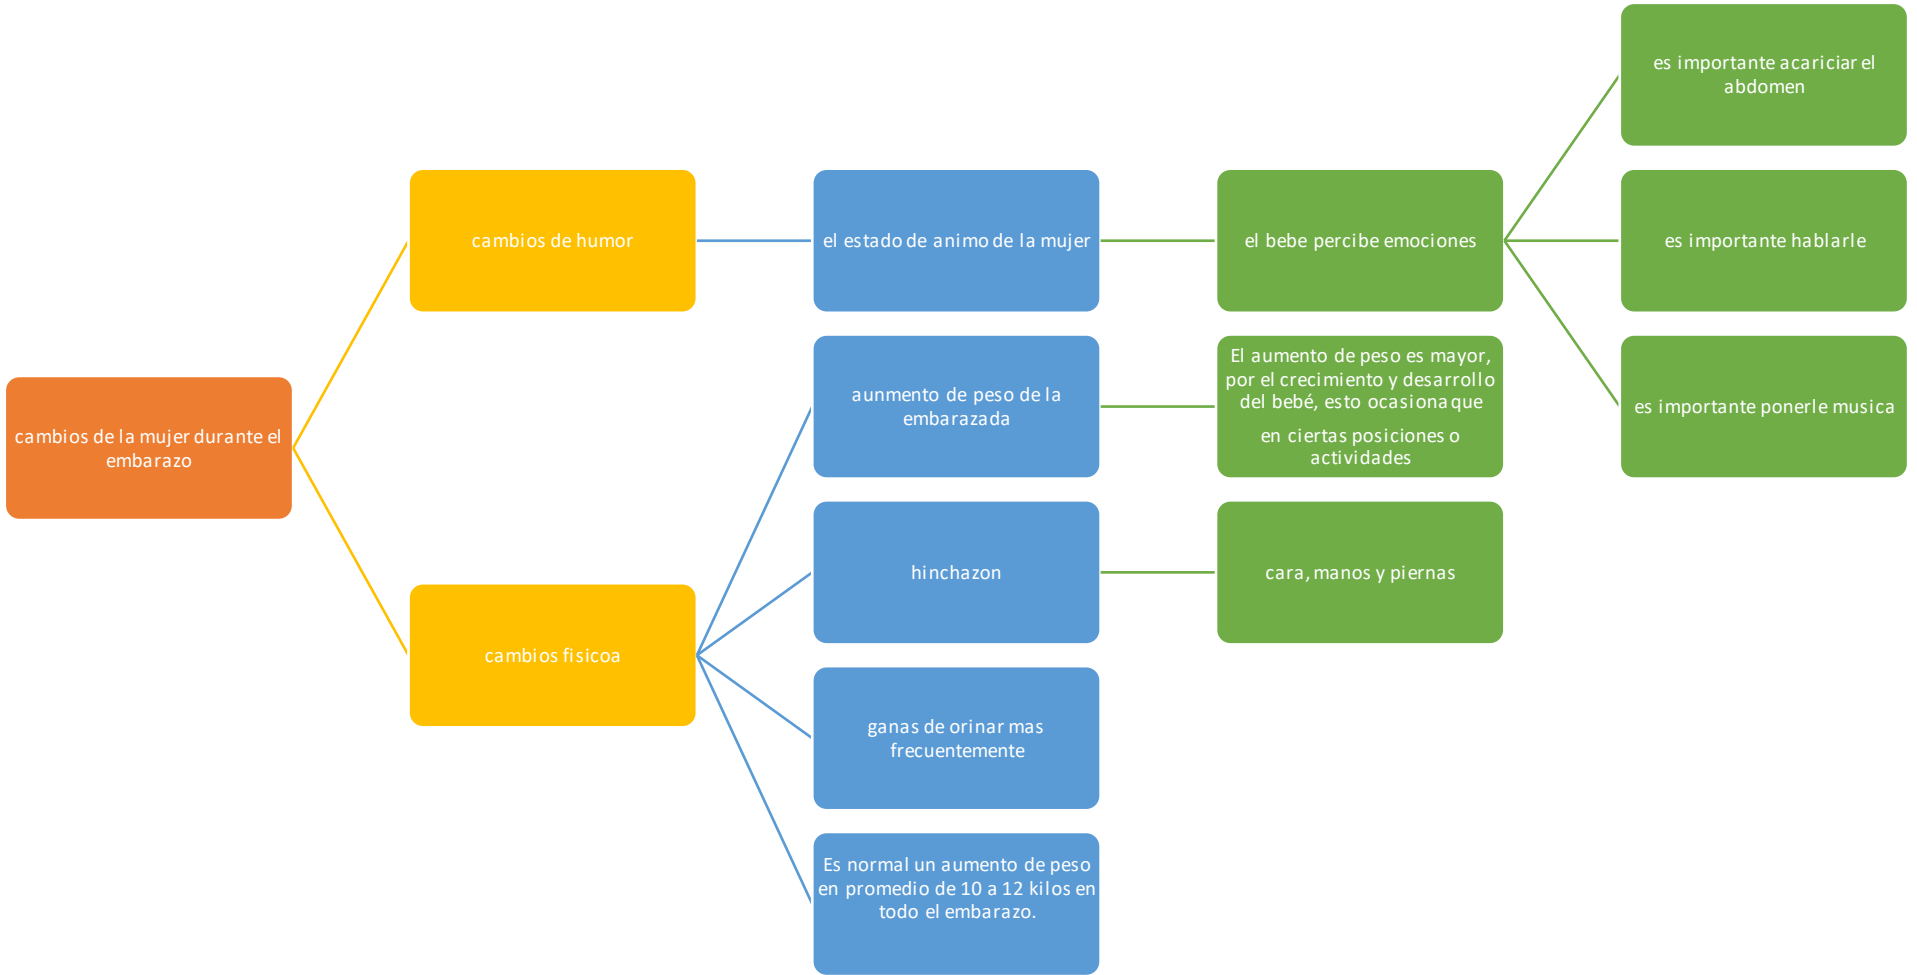 cambios de la mujer durante el
embarazo
cambios de humor
el estado de animo de la mujer
el bebe percibe emociones
es importante acariciar el
abdomen
es importante hablarle
es importante ponerle musica
cambios fisicoa
aunmento de peso de la
embarazada
El aumento de peso es mayor,
por el crecimiento y desarrollo
del bebé, esto ocasiona que
en ciertas posiciones o
actividades
hinchazon
cara, manos y piernas
ganas de orinar mas
frecuentemente
Es normal un aumento de peso
en promedio de 10 a 12 kilos en
todo el embarazo.